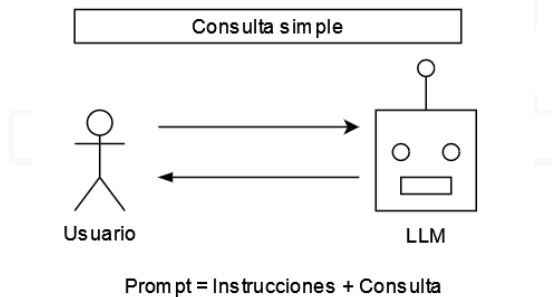 Consulta simple
Usuario
LLM
Prompt = Instrucciones + Consulta